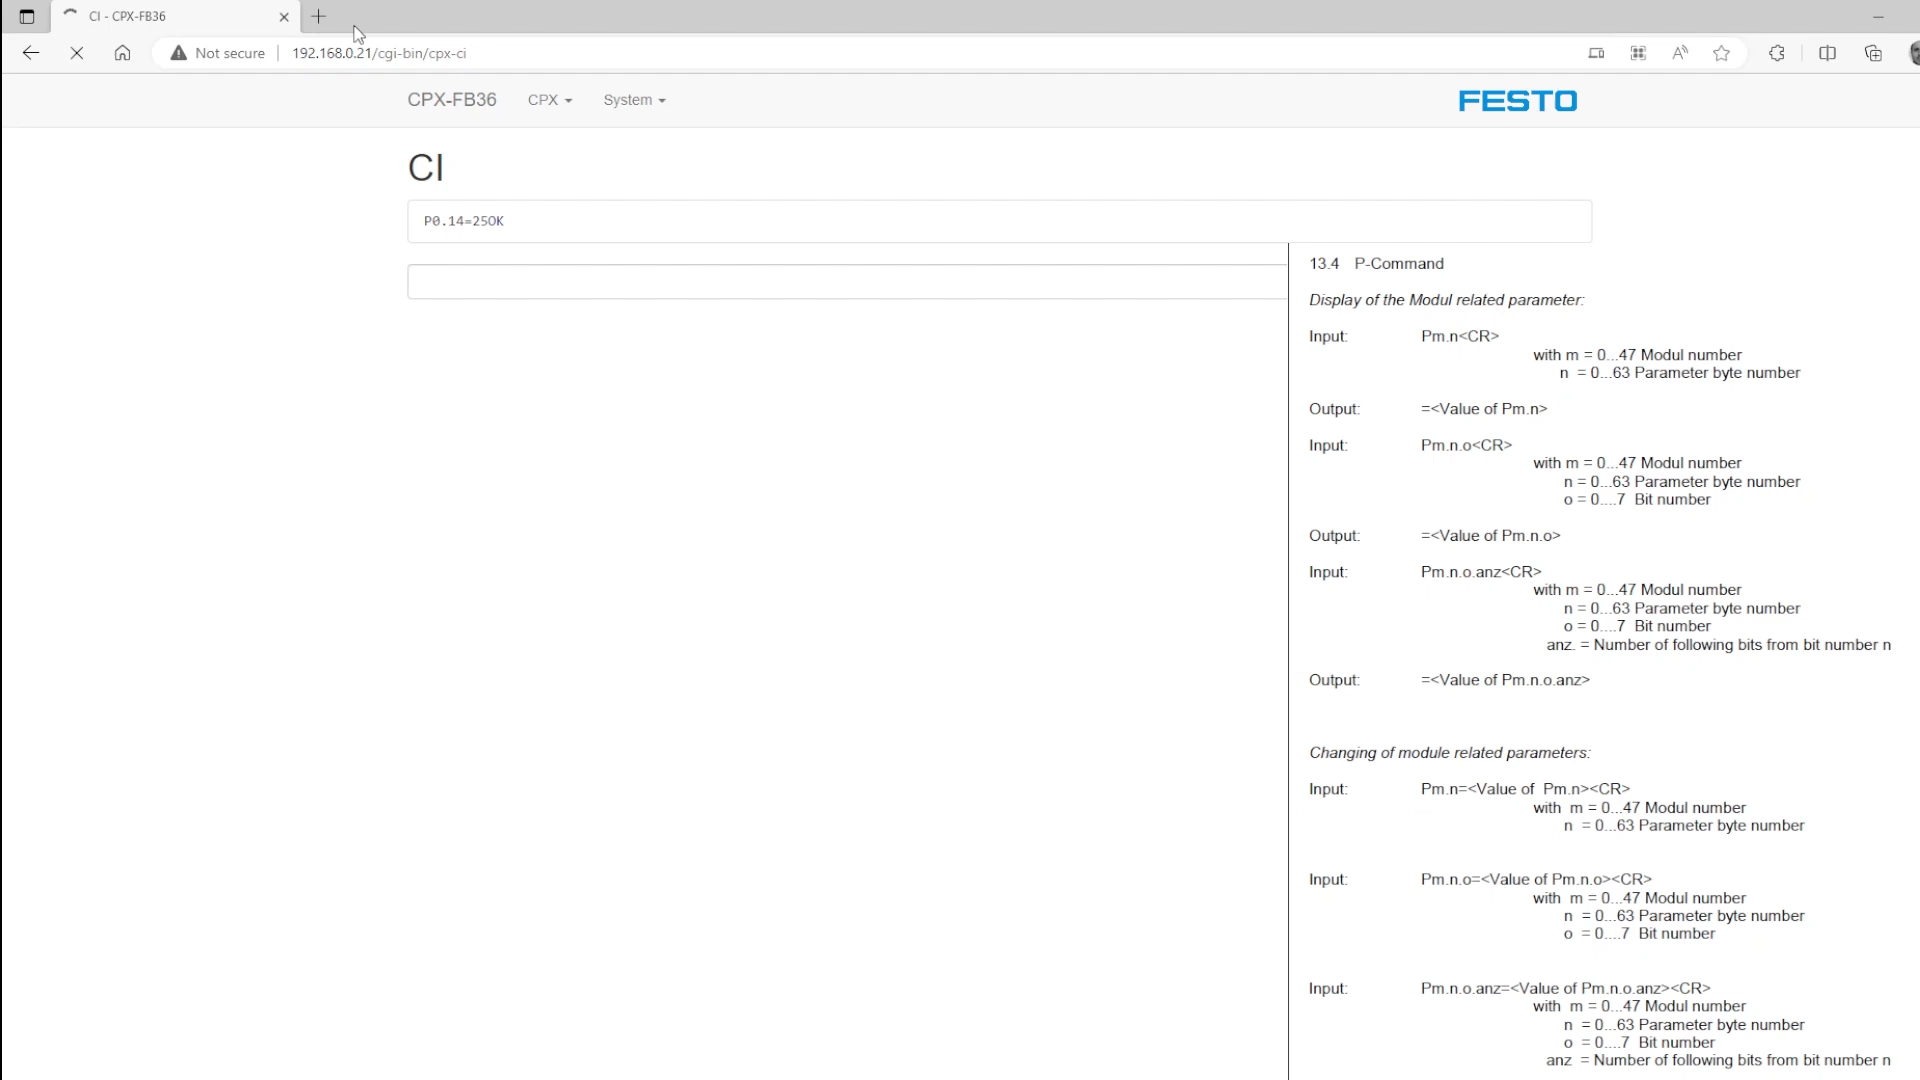 CI - CPX-FB36
Not secure
192.168.0.21/cgi-bin/cpx-ci
CPX-FB36
CPX
System
FESTO
CI
P0.14=25OK
13.4 P-Command
Display of the Modul related parameter:
Input: Pm.n<CR>
with m = 0...47 Modul number
n = 0...63 Parameter byte number
Output: =<Value of Pm.n>
Input: Pm.n.o<CR>
with m = 0...47 Modul number
n = 0...63 Parameter byte number
o = 0....7 Bit number
Output: =<Value of Pm.n.o>
Input: Pm.n.o.anz<CR>
with m = 0...47 Modul number
n = 0...63 Parameter byte number
o = 0....7 Bit number
anz. = Number of following bits from bit number n
Output: =<Value of Pm.n.o.anz>
Changing of module related parameters:
Input: Pm.n=<Value of Pm.n><CR>
with m = 0...47 Modul number
n = 0...63 Parameter byte number
Input: Pm.n.o=<Value of Pm.n.o><CR>
with m = 0...47 Modul number
n = 0...63 Parameter byte number
o = 0....7 Bit number
Input: Pm.n.o.anz=<Value of Pm.n.o.anz><CR>
with m = 0...47 Modul number
n = 0...63 Parameter byte number
o = 0....7 Bit number
anz = Number of following bits from bit number n